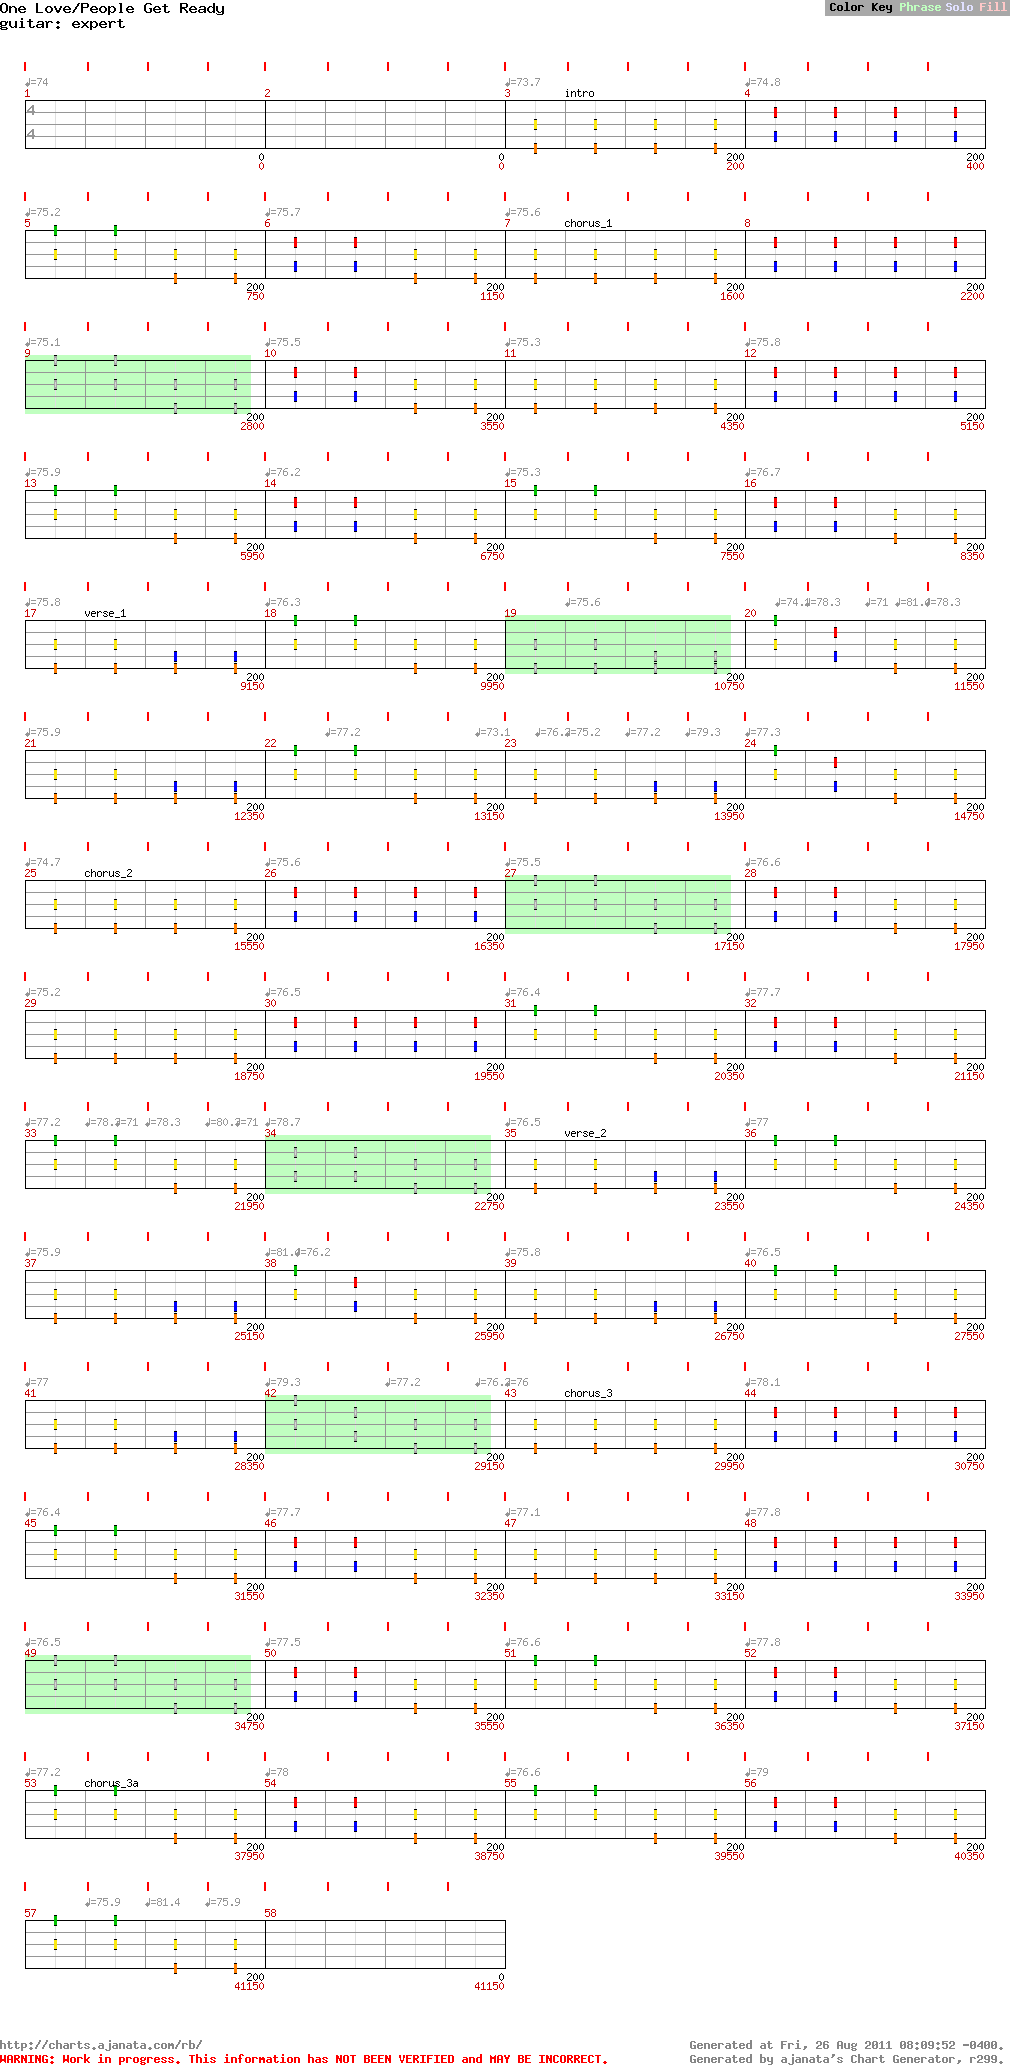 One Love/People Get Ready
Color Key Phrase Solo Fill
guitar: expert
♩=74 ♩=73.7 ♩=74.8
1 2 3 intro 4
4
4
0 0 200 200
0 0 200 400
♩=75.2 ♩=75.7 ♩=75.6
5 6 7 chorus_1 8
200 200 200 200
750 1150 1600 2200
♩=75.1 ♩=75.5 ♩=75.3 ♩=75.8
9 10 11 12
200 200 200 200
2800 3550 4350 5150
♩=75.9 ♩=76.2 ♩=75.3 ♩=76.7
13 14 15 16
200 200 200 200
5950 6750 7550 8350
♩=75.8 ♩=76.3 ♩=75.6 ♩=78.3 ♩=71 ♩=78.3
17 verse_1 18 19 20
200 200 200 200
9150 9950 10750 11550
♩=75.9 ♩=77.2 ♩=73.1 ♩=75.2 ♩=77.2 ♩=79.3 ♩=77.3
21 22 23 24
200 200 200 200
12350 13150 13950 14750
♩=74.7 ♩=75.6 ♩=75.5 ♩=76.6
25 chorus_2 26 27 28
200 200 200 200
15550 16350 17150 17950
♩=75.2 ♩=76.5 ♩=76.4 ♩=77.7
29 30 31 32
200 200 200 200
18750 19550 20350 21150
♩=77.2 ♩=71 ♩=78.3 ♩=71 ♩=78.7 ♩=76.5 ♩=77
33 34 35 verse_2 36
200 200 200 200
21950 22750 23550 24350
♩=75.9 ♩=76.2 ♩=75.8 ♩=76.5
37 38 39 40
200 200 200 200
25150 25950 26750 27550
♩=77 ♩=79.3 ♩=77.2 ♩=76 ♩=78.1
41 42 43 chorus_3 44
200 200 200 200
28350 29150 29950 30750
♩=76.4 ♩=77.7 ♩=77.1 ♩=77.8
45 46 47 48
200 200 200 200
31550 32350 33150 33950
♩=76.5 ♩=77.5 ♩=76.6 ♩=77.8
49 50 51 52
200 200 200 200
34750 35550 36350 37150
♩=77.2 ♩=78 ♩=76.6 ♩=79
53 chorus_3a 54 55 56
200 200 200 200
37950 38750 39550 40350
♩=75.9 ♩=81.4 ♩=75.9
57 58
200 0
41150 41150
http://charts.ajanata.com/rb/
Generated at Fri, 26 Aug 2011 08:09:52 -0400.
WARNING: Work in progress. This information has NOT BEEN VERIFIED and MAY BE INCORRECT.
Generated by ajanata's Chart Generator, r299.